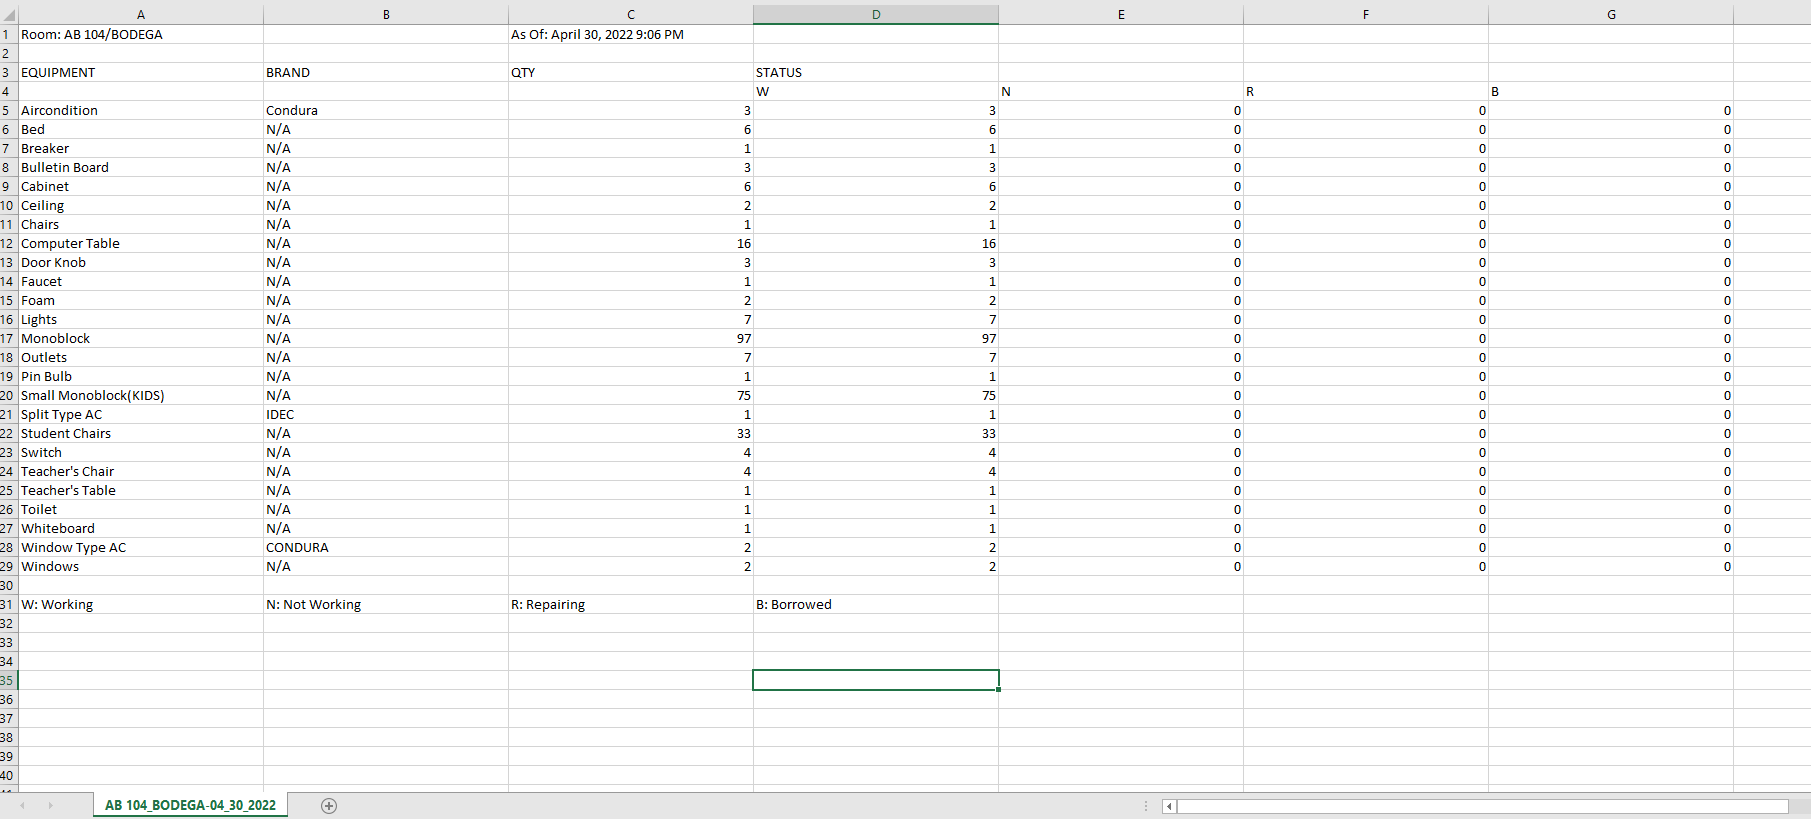 A B C D E F G
1 Room: AB 104/BODEGA As Of: April 30, 2022 9:06 PM
2
3 EQUIPMENT BRAND QTY STATUS
4 W N R B
5 Aircondition Condura 3 3 0 0 0
6 Bed N/A 6 6 0 0 0
7 Breaker N/A 1 1 0 0 0
8 Bulletin Board N/A 3 3 0 0 0
9 Cabinet N/A 6 6 0 0 0
10 Ceiling N/A 2 2 0 0 0
11 Chairs N/A 1 1 0 0 0
12 Computer Table N/A 16 16 0 0 0
13 Door Knob N/A 3 3 0 0 0
14 Faucet N/A 1 1 0 0 0
15 Foam N/A 2 2 0 0 0
16 Lights N/A 7 7 0 0 0
17 Monoblock N/A 97 97 0 0 0
18 Outlets N/A 7 7 0 0 0
19 Pin Bulb N/A 1 1 0 0 0
20 Small Monoblock(KIDS) N/A 75 75 0 0 0
21 Split Type AC IDEC 1 1 0 0 0
22 Student Chairs N/A 33 33 0 0 0
23 Switch N/A 4 4 0 0 0
24 Teacher's Chair N/A 4 4 0 0 0
25 Teacher's Table N/A 1 1 0 0 0
26 Toilet N/A 1 1 0 0 0
27 Whiteboard N/A 1 1 0 0 0
28 Window Type AC CONDURA 2 2 0 0 0
29 Windows N/A 2 2 0 0 0
30
31 W: Working N: Not Working R: Repairing B: Borrowed
32
33
34
35
36
37
38
39
40
AB 104_BODEGA-04_30_2022